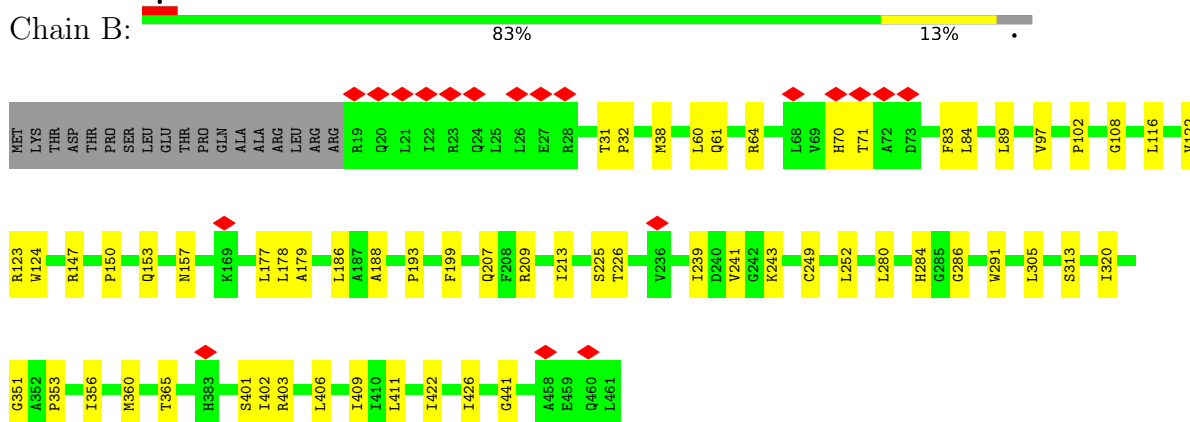 Chain B:
83% 13%
MET LYS THR ASP THR PRO SER LEU GLU THR PRO GLN ALA ALA ARG LEU ARG ARG R19 Q20 L21 I22 R23 Q24 L25 L26 E27 R28 T31 P32 M38 L60 Q61 R64 L68 V69 H70 T71 A72 D73 F83 L84 L89 V97 P102 G108 L116
R123 W124 R147 P150 Q153 N157 K169 L177 L178 A179 L186 A187 A188 P193 F199 Q207 F208 R209 I213 S225 T226 V236 I239 D240 V241 G242 K243 C249 L252 L280 H284 G285 G286 W291 L305 S313 I320
G351 A352 P353 I356 M360 T365 H383 S401 I402 R403 L406 I409 I410 L411 I422 I426 G441 A458 E459 Q460 L461